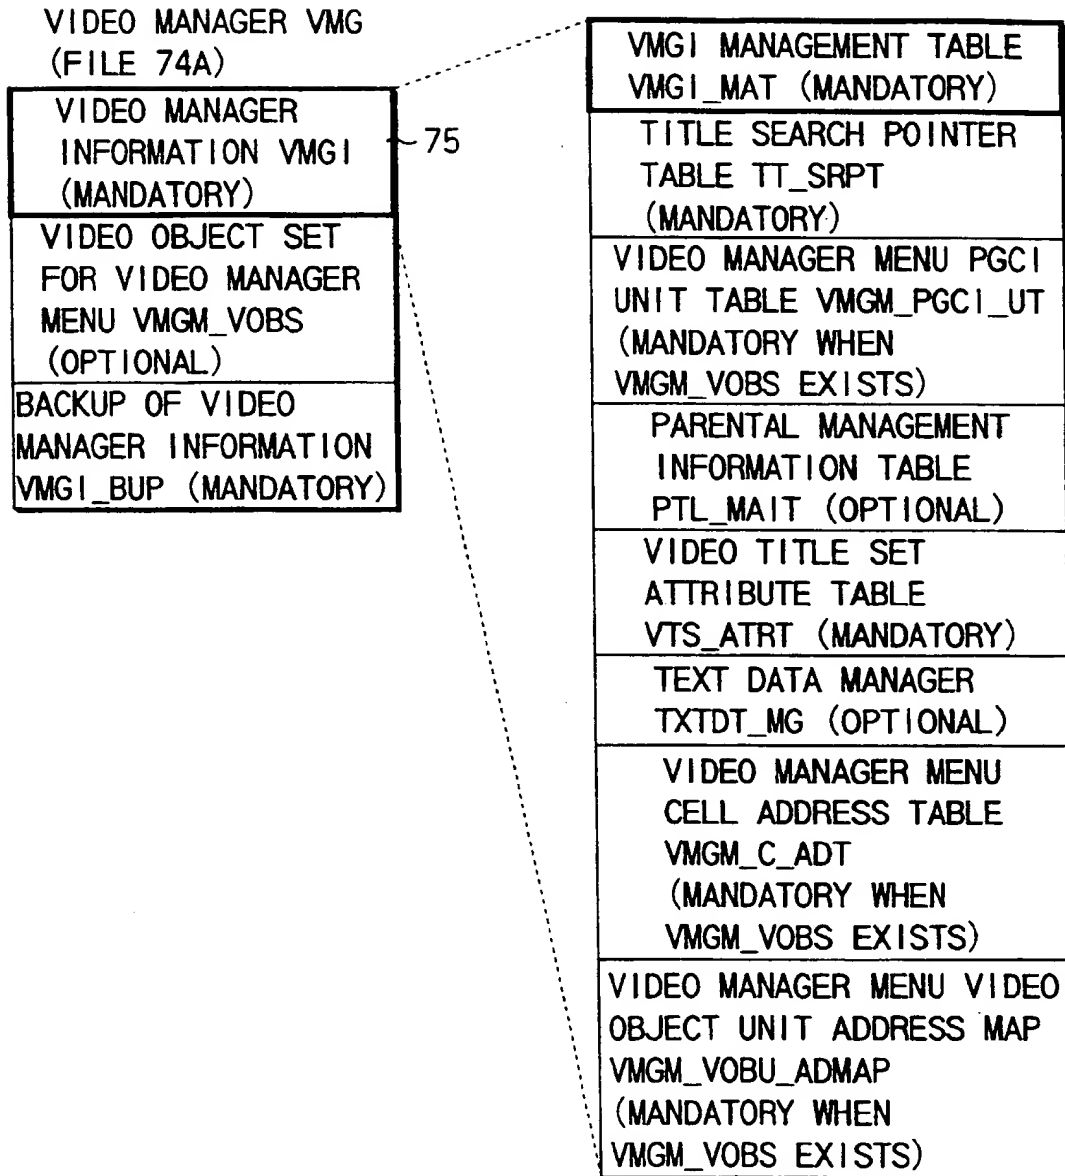 VIDEO MANAGER VMG
(FILE 74A)
VIDEO MANAGER
INFORMATION VMGI
(MANDATORY)
75
VIDEO OBJECT SET
FOR VIDEO MANAGER
MENU VMGM_VOBS
(OPTIONAL)
BACKUP OF VIDEO
MANAGER INFORMATION
VMGI_BUP (MANDATORY)
VMGI MANAGEMENT TABLE
VMGI_MAT (MANDATORY)
TITLE SEARCH POINTER
TABLE TT_SRPT
(MANDATORY)
VIDEO MANAGER MENU PGCI
UNIT TABLE VMGM_PGCI_UT
(MANDATORY WHEN
VMGM_VOBS EXISTS)
PARENTAL MANAGEMENT
INFORMATION TABLE
PTL_MAIT (OPTIONAL)
VIDEO TITLE SET
ATTRIBUTE TABLE
VTS_ATRT (MANDATORY)
TEXT DATA MANAGER
TXTDT_MG (OPTIONAL)
VIDEO MANAGER MENU
CELL ADDRESS TABLE
VMGM_C_ADT
(MANDATORY WHEN
VMGM_VOBS EXISTS)
VIDEO MANAGER MENU VIDEO
OBJECT UNIT ADDRESS MAP
VMGM_VOBU_ADMAP
(MANDATORY WHEN
VMGM_VOBS EXISTS)